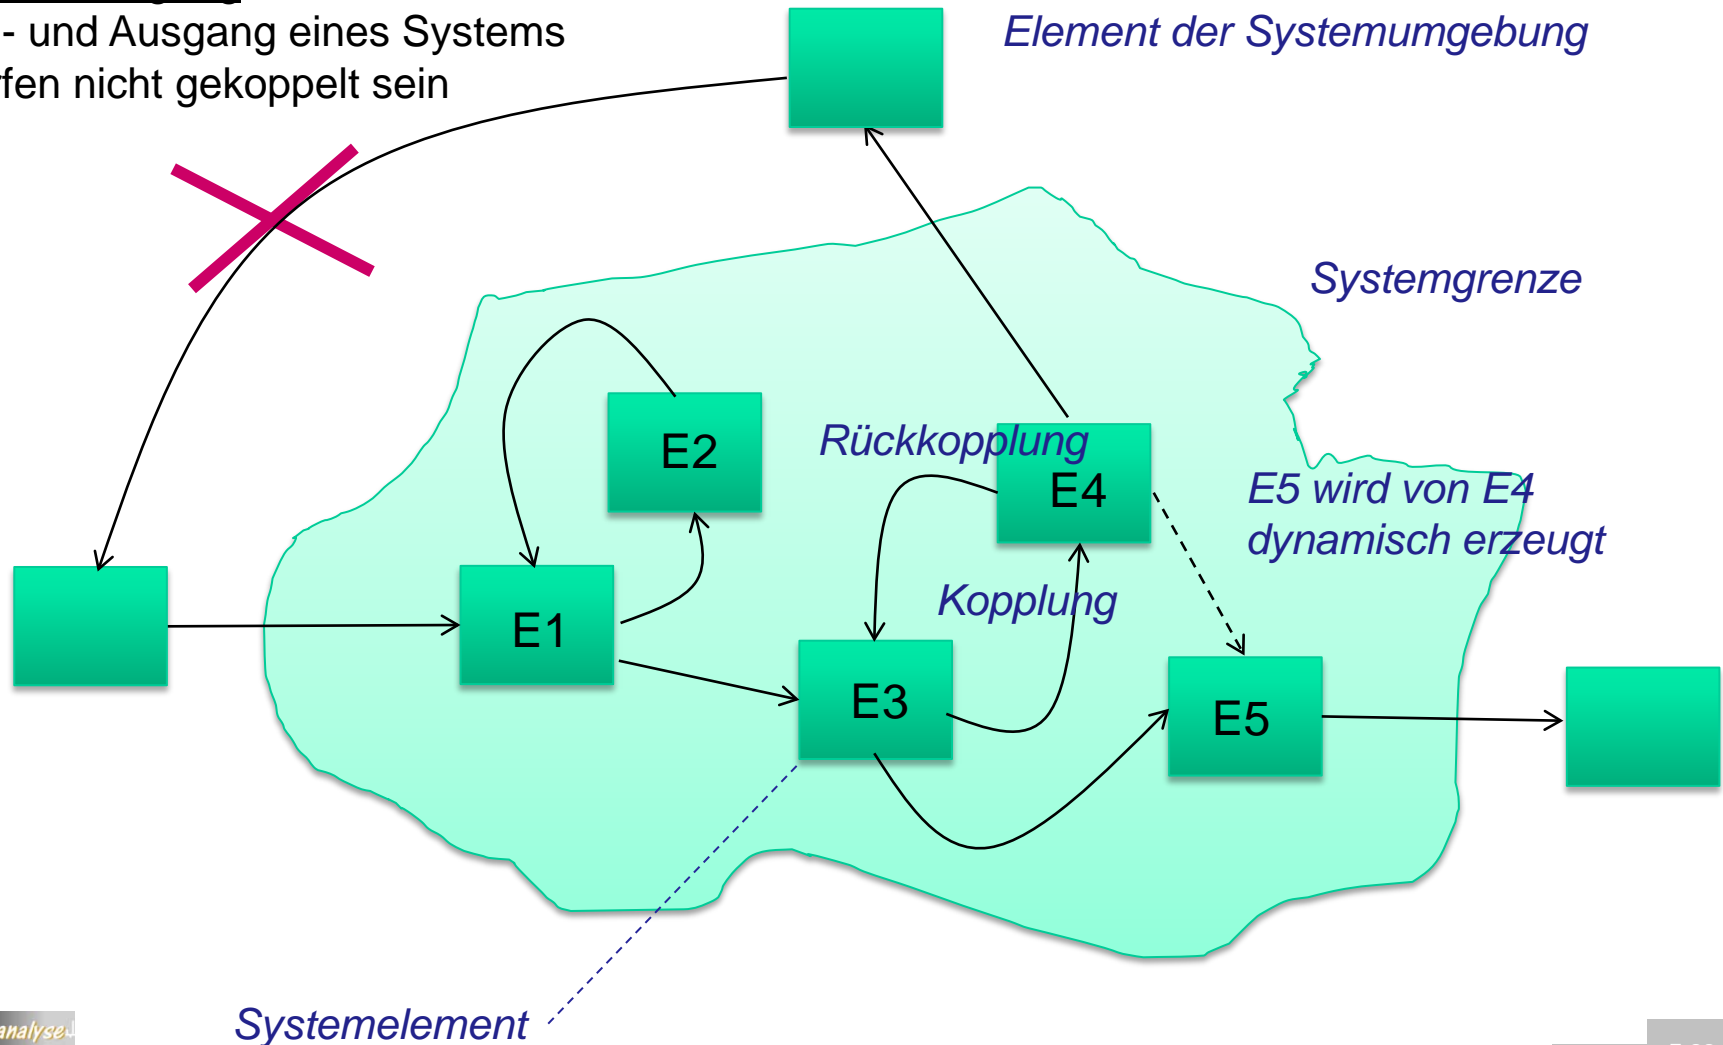 - und Ausgang eines Systems
fen nicht gekoppelt sein
Element der Systemumgebung
Systemgrenze
E2
Rückkopplung
E4
E5 wird von E4
dynamisch erzeugt
Kopplung
E1
E3
E5
Systemelement
analyse